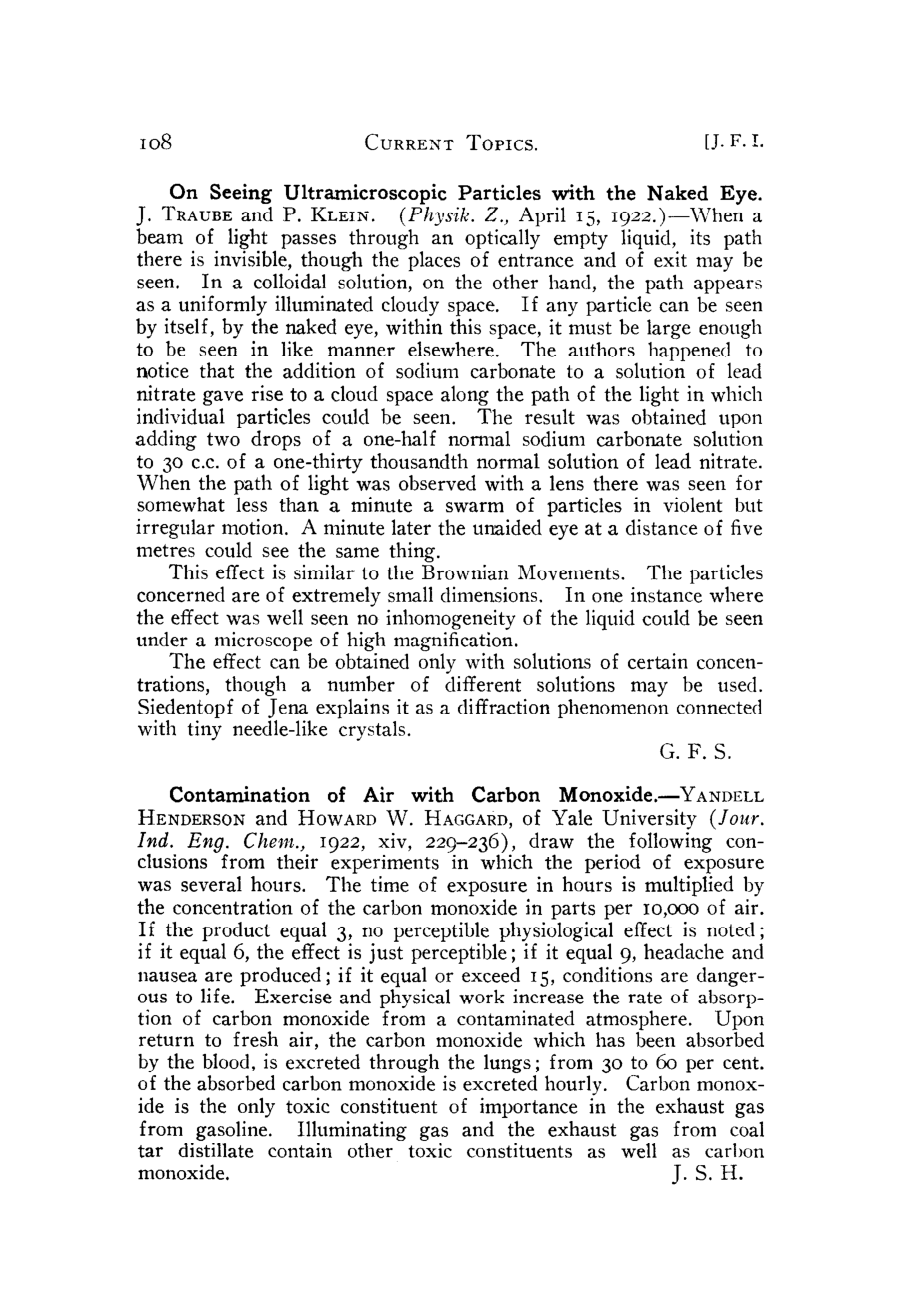 108 CURRENT TOPICS. [J. F. I.
On Seeing Ultramicroscopic Particles with the Naked Eye.
J. TRAUBE and P. KLEIN. (Physik. Z., April 15, 1922.)—When a
beam of light passes through an optically empty liquid, its path
there is invisible, though the places of entrance and of exit may be
seen. In a colloidal solution, on the other hand, the path appears
as a uniformly illuminated cloudy space. If any particle can be seen
by itself, by the naked eye, within this space, it must be large enough
to be seen in like manner elsewhere. The authors happened to
notice that the addition of sodium carbonate to a solution of lead
nitrate gave rise to a cloud space along the path of the light in which
individual particles could be seen. The result was obtained upon
adding two drops of a one-half normal sodium carbonate solution
to 30 c.c. of a one-thirty thousandth normal solution of lead nitrate.
When the path of light was observed with a lens there was seen for
somewhat less than a minute a swarm of particles in violent but
irregular motion. A minute later the unaided eye at a distance of five
metres could see the same thing.
This effect is similar to the Brownian Movements. The particles
concerned are of extremely small dimensions. In one instance where
the effect was well seen no inhomogeneity of the liquid could be seen
under a microscope of high magnification.
The effect can be obtained only with solutions of certain concen-
trations, though a number of different solutions may be used.
Siedentopf of Jena explains it as a diffraction phenomenon connected
with tiny needle-like crystals.
G. F. S.
Contamination of Air with Carbon Monoxide.—YANDELL
HENDERSON and HOWARD W. HAGGARD, of Yale University (Jour.
Ind. Eng. Chem., 1922, xiv, 229–236), draw the following con-
clusions from their experiments in which the period of exposure
was several hours. The time of exposure in hours is multiplied by
the concentration of the carbon monoxide in parts per 10,000 of air.
If the product equal 3, no perceptible physiological effect is noted;
if it equal 6, the effect is just perceptible; if it equal 9, headache and
nausea are produced; if it equal or exceed 15, conditions are danger-
ous to life. Exercise and physical work increase the rate of absorp-
tion of carbon monoxide from a contaminated atmosphere. Upon
return to fresh air, the carbon monoxide which has been absorbed
by the blood, is excreted through the lungs; from 30 to 60 per cent.
of the absorbed carbon monoxide is excreted hourly. Carbon monox-
ide is the only toxic constituent of importance in the exhaust gas
from gasoline. Illuminating gas and the exhaust gas from coal
tar distillate contain other toxic constituents as well as carbon
monoxide. J. S. H.